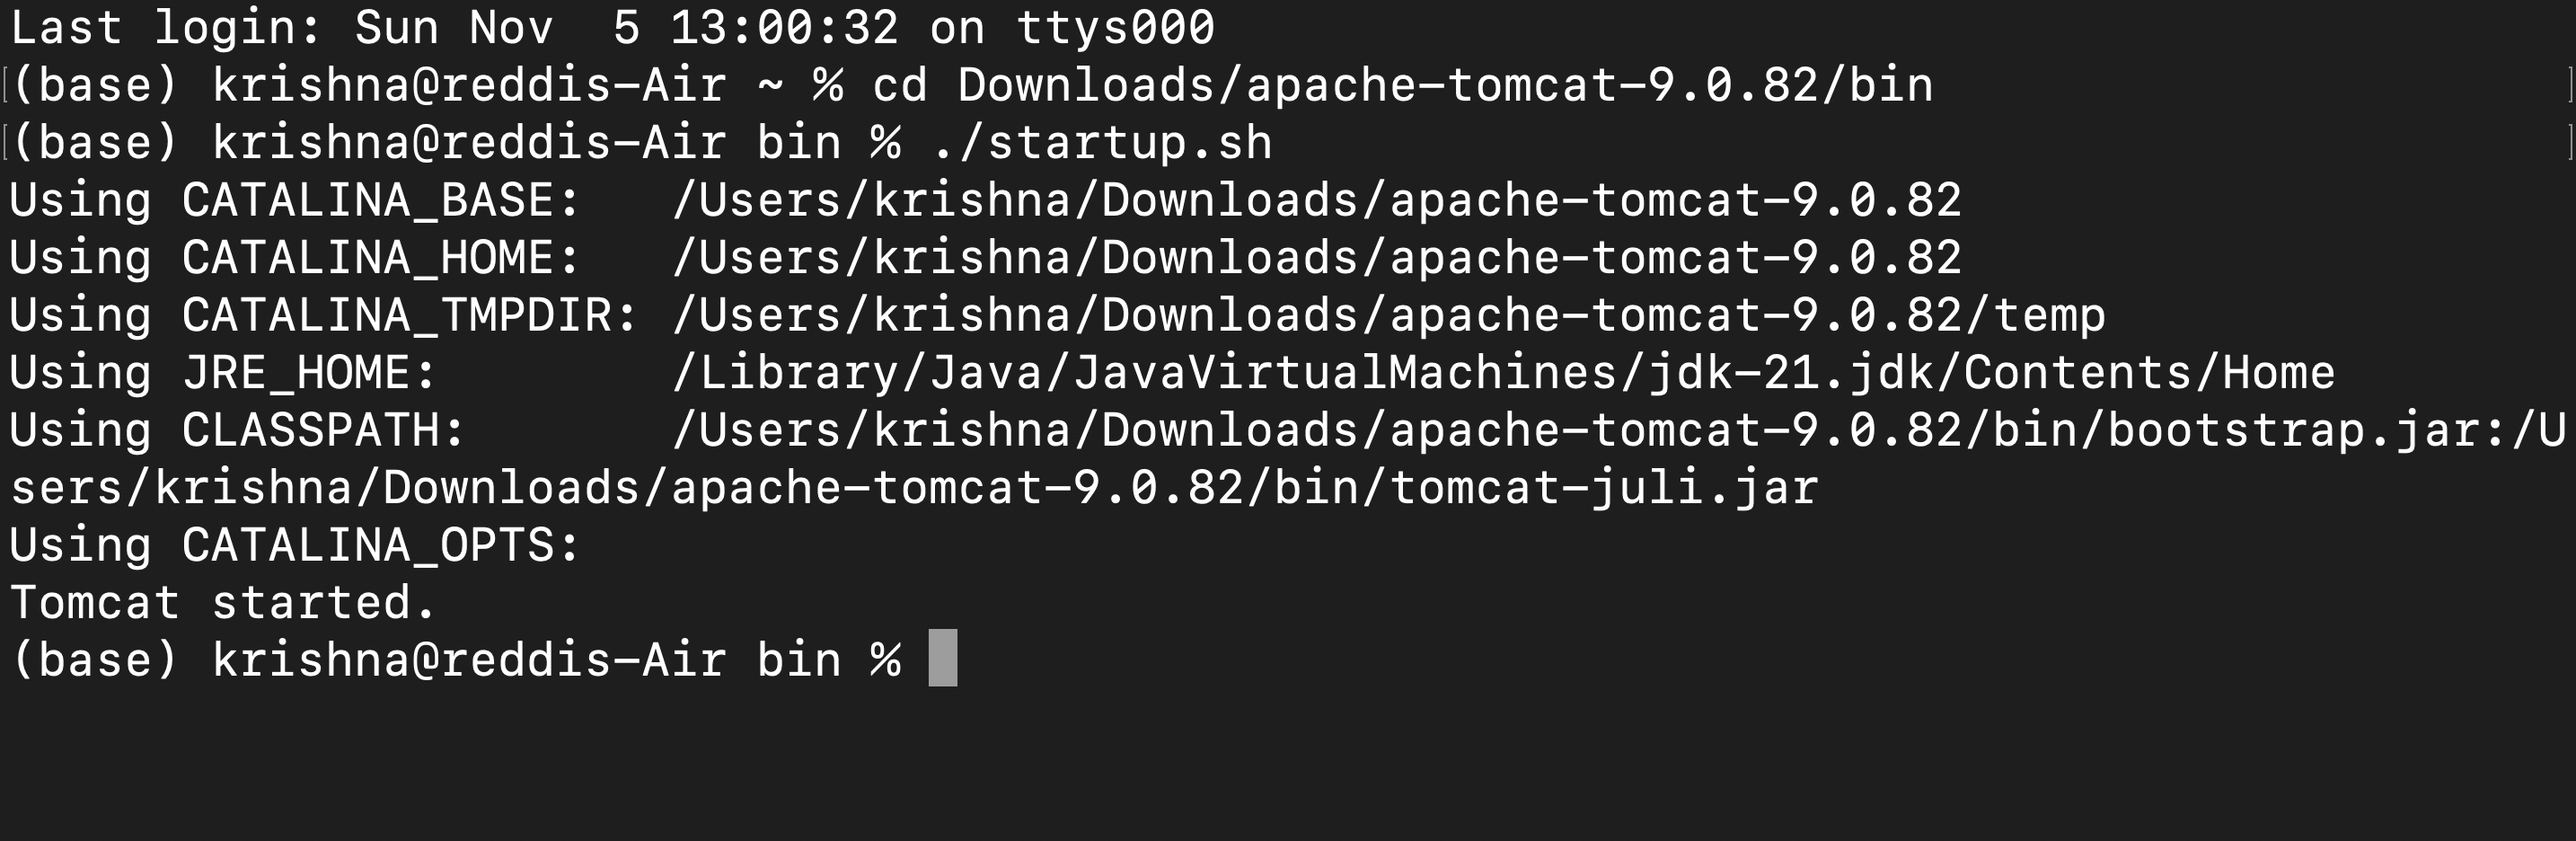 Last login: Sun Nov  5 13:00:32 on ttys000
[(base) krishna@reddis-Air ~ % cd Downloads/apache-tomcat-9.0.82/bin ]
[(base) krishna@reddis-Air bin % ./startup.sh ]
Using CATALINA_BASE:   /Users/krishna/Downloads/apache-tomcat-9.0.82
Using CATALINA_HOME:   /Users/krishna/Downloads/apache-tomcat-9.0.82
Using CATALINA_TMPDIR: /Users/krishna/Downloads/apache-tomcat-9.0.82/temp
Using JRE_HOME:        /Library/Java/JavaVirtualMachines/jdk-21.jdk/Contents/Home
Using CLASSPATH:       /Users/krishna/Downloads/apache-tomcat-9.0.82/bin/bootstrap.jar:/U
sers/krishna/Downloads/apache-tomcat-9.0.82/bin/tomcat-juli.jar
Using CATALINA_OPTS:
Tomcat started.
(base) krishna@reddis-Air bin %